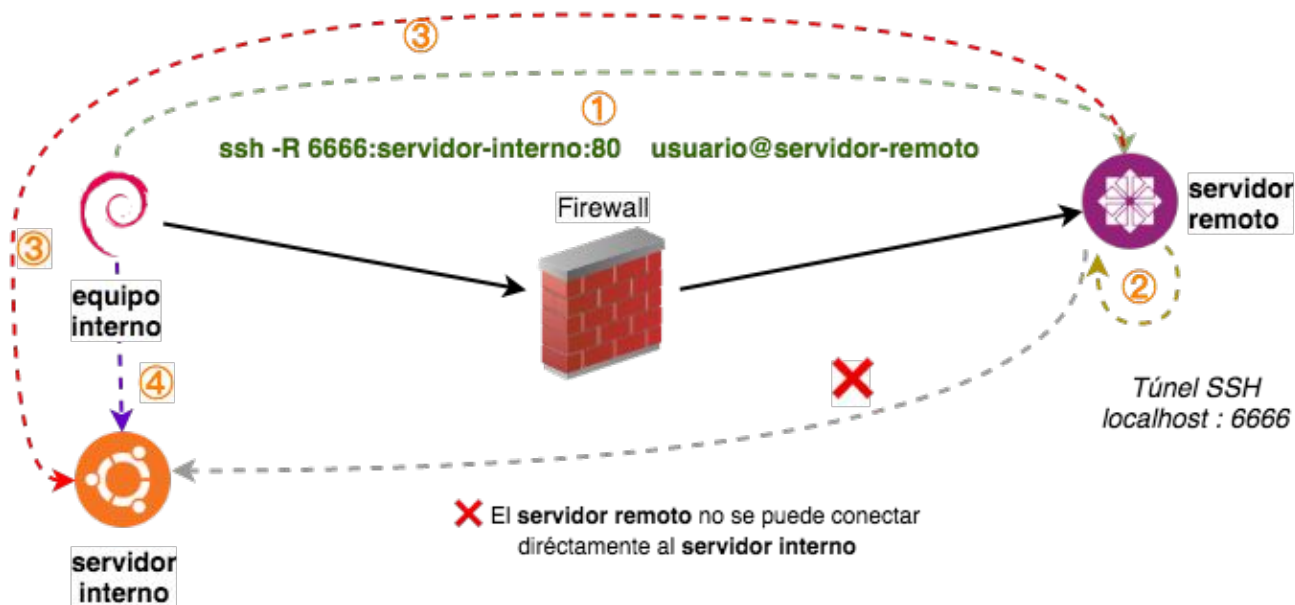 ③
①
ssh -R 6666:servidor-interno:80 usuario@servidor-remoto
Firewall
servidor
remoto
③
②
equipo
interno
④
Túnel SSH
localhost : 6666
El servidor remoto no se puede conectar
diréctamente al servidor interno
servidor
interno